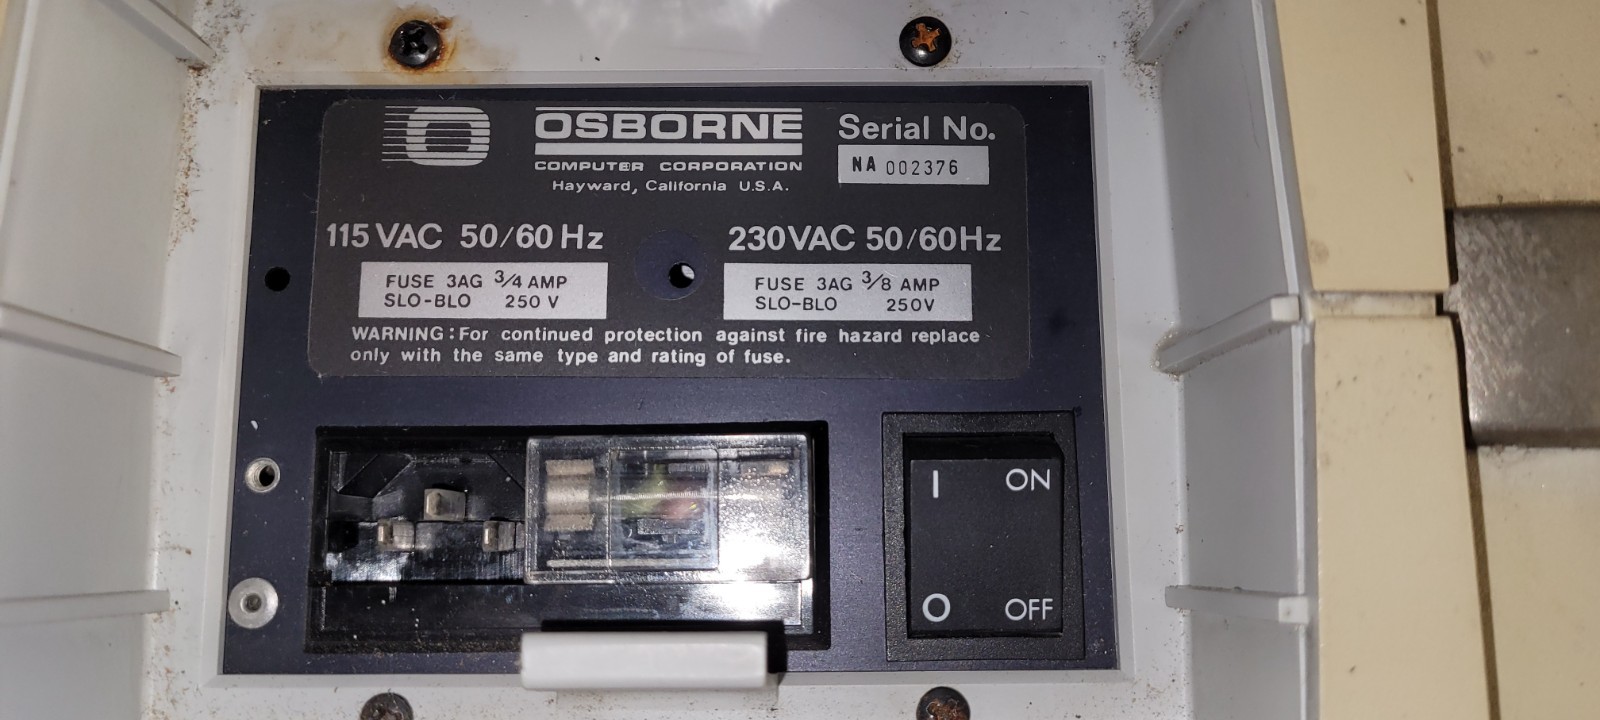 OSBORNE
COMPUTER CORPORATION
Hayward, California U.S.A.
Serial No.
NA 002376
115 VAC 50/60 Hz
FUSE 3AG 3/4 AMP
SLO-BLO 250 V
230VAC 50/60Hz
FUSE 3AG 3/8 AMP
SLO-BLO 250V
WARNING: For continued protection against fire hazard replace
only with the same type and rating of fuse.
I ON
O OFF